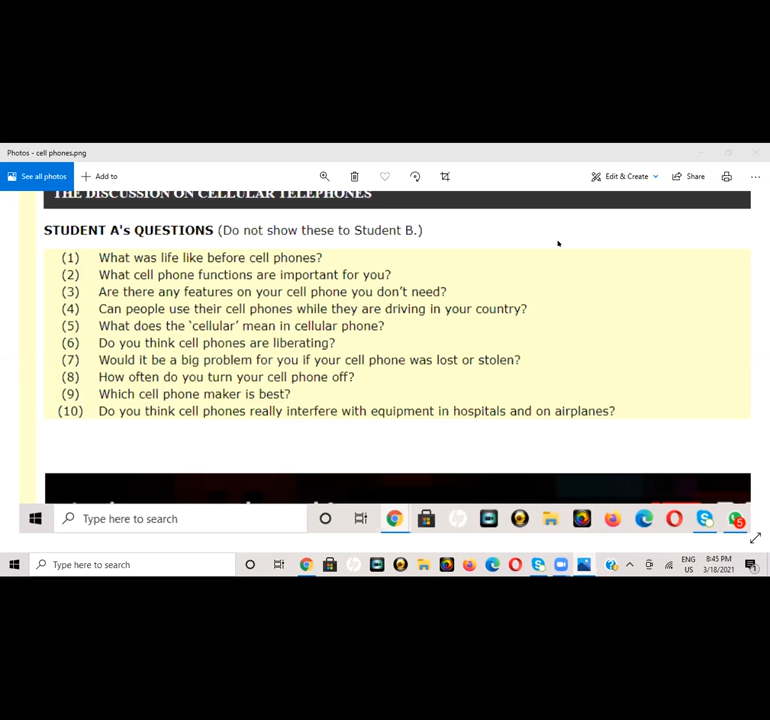 Photos - cell phones.png
See all photos
Add to
Edit & Create
Share
THE DISCUSSION ON CELLULAR TELEPHONES
STUDENT A's QUESTIONS (Do not show these to Student B.)
(1) What was life like before cell phones?
(2) What cell phone functions are important for you?
(3) Are there any features on your cell phone you don't need?
(4) Can people use their cell phones while they are driving in your country?
(5) What does the 'cellular' mean in cellular phone?
(6) Do you think cell phones are liberating?
(7) Would it be a big problem for you if your cell phone was lost or stolen?
(8) How often do you turn your cell phone off?
(9) Which cell phone maker is best?
(10) Do you think cell phones really interfere with equipment in hospitals and on airplanes?
Type here to search
5
Type here to search
ENG
US
8:45 PM
3/18/2021
1